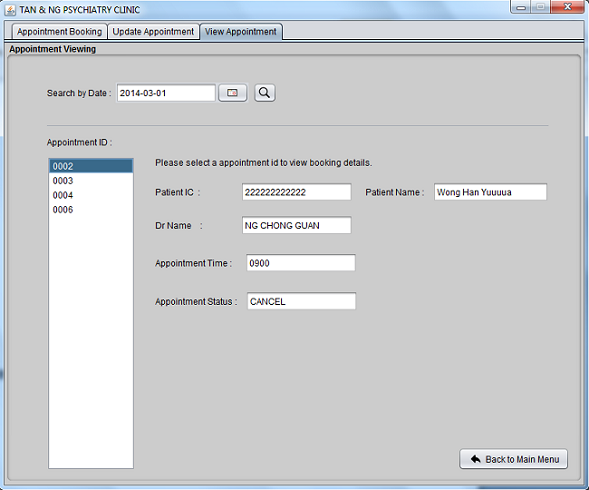 TAN & NG PSYCHIATRY CLINIC
Appointment Booking Update Appointment View Appointment
Appointment Viewing
Search by Date : 2014-03-01
Appointment ID :
Please select a appointment id to view booking details.
0002
0003
0004
0006
Patient IC : 222222222222 Patient Name : Wong Han Yuuuua
Dr Name : NG CHONG GUAN
Appointment Time : 0900
Appointment Status : CANCEL
Back to Main Menu